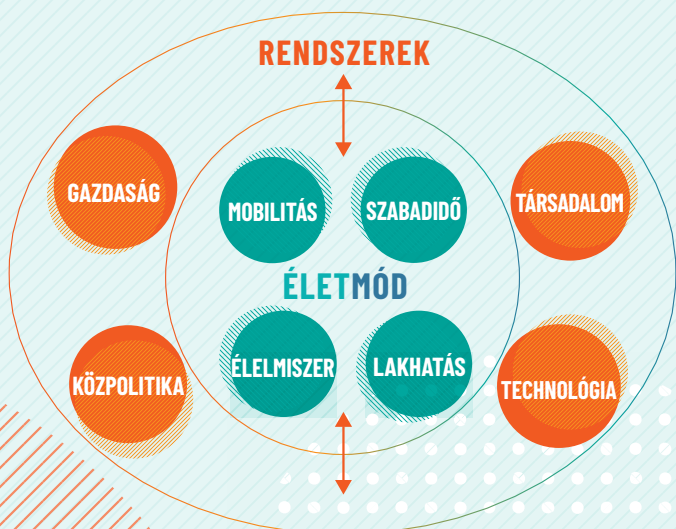 RENDSZEREK
GAZDASÁG
MOBILITÁS
SZABADIDŐ
TÁRSADALOM
ÉLETMÓD
KÖZPOLITIKA
ÉLELMISZER
LAKHATÁS
TECHNOLÓGIA